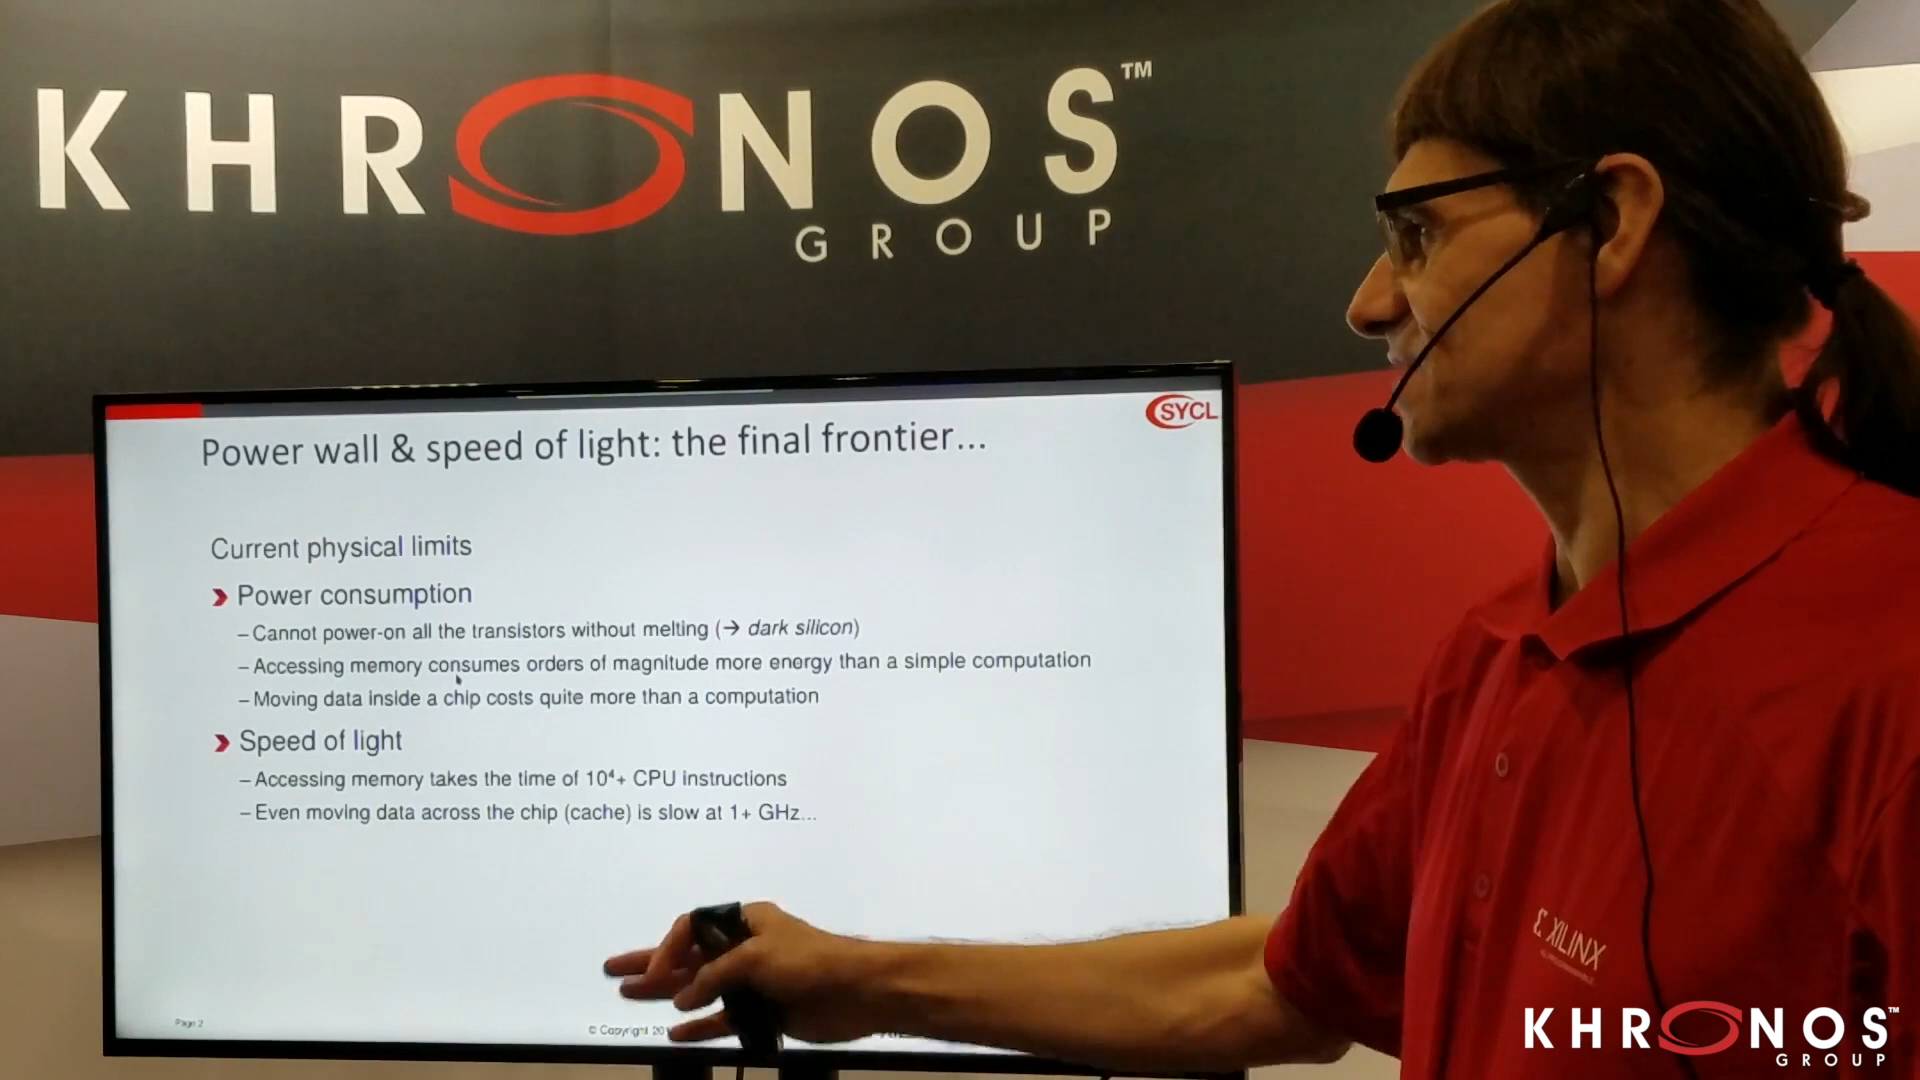 KHRONOS™
GROUP
SYCL
Power wall & speed of light: the final frontier...
Current physical limits
Power consumption
– Cannot power-on all the transistors without melting (→ dark silicon)
– Accessing memory consumes orders of magnitude more energy than a simple computation
– Moving data inside a chip costs quite more than a computation
Speed of light
– Accessing memory takes the time of 10⁴+ CPU instructions
– Even moving data across the chip (cache) is slow at 1+ GHz...
Page 2
© Copyright
XILINX
KHRONOS™
GROUP